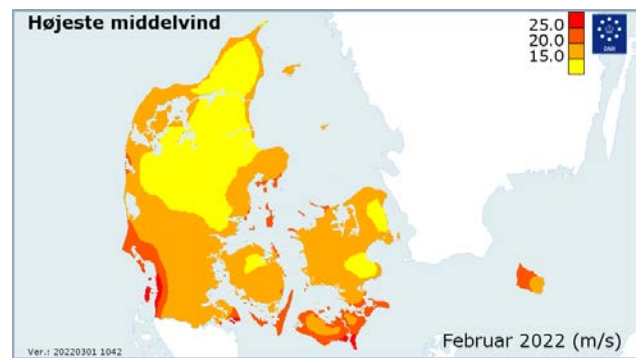 Højeste middelvind
25.0
20.0
15.0
DMI
Februar 2022 (m/s)
Ver.: 20220301 1042